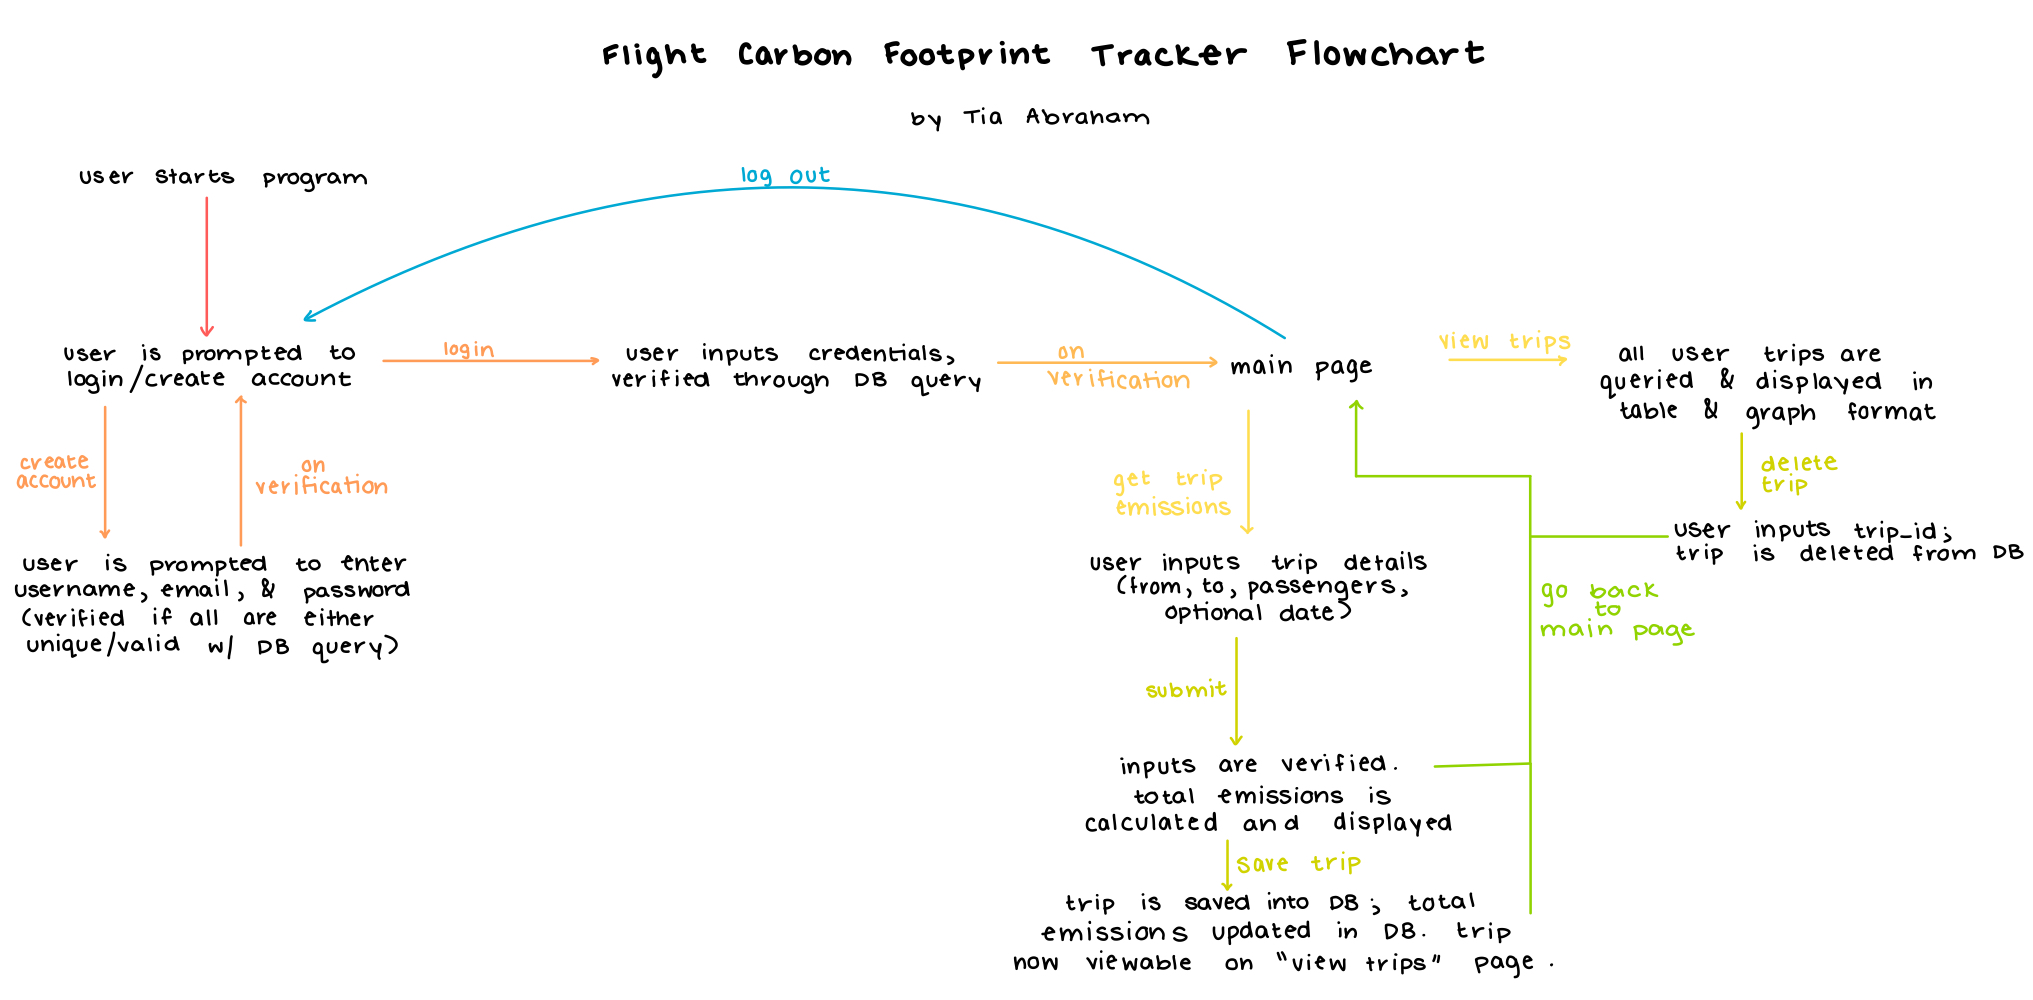 Flight Carbon Footprint Tracker Flowchart
by Tia Abraham
user starts program
log out
user is prompted to
login/create account
login
user inputs credentials,
verified through DB query
on
verification
main page
view trips
all user trips are
queried & displayed in
table & graph format
create
account
on
verification
get trip
emissions
delete
trip
user is prompted to enter
username, email, & password
(verified if all are either
unique/valid w/ DB query)
user inputs trip details
(from, to, passengers,
optional date)
user inputs trip_id;
trip is deleted from DB
go back
to
main page
submit
inputs are verified.
total emissions is
calculated and displayed
save trip
trip is saved into DB; total
emissions updated in DB. trip
now viewable on "view trips" page.